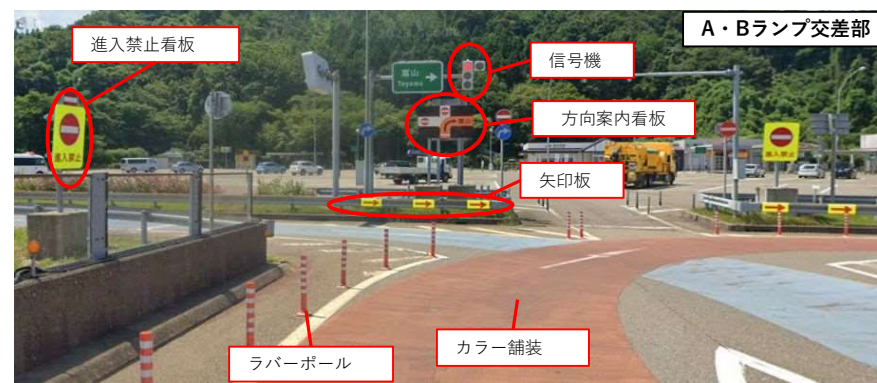 A・Bランプ交差部
進入禁止看板
信号機
富山
Toyama
方向案内看板
富山
進入禁止
進入禁止
矢印板
ラバーポール
カラー舗装